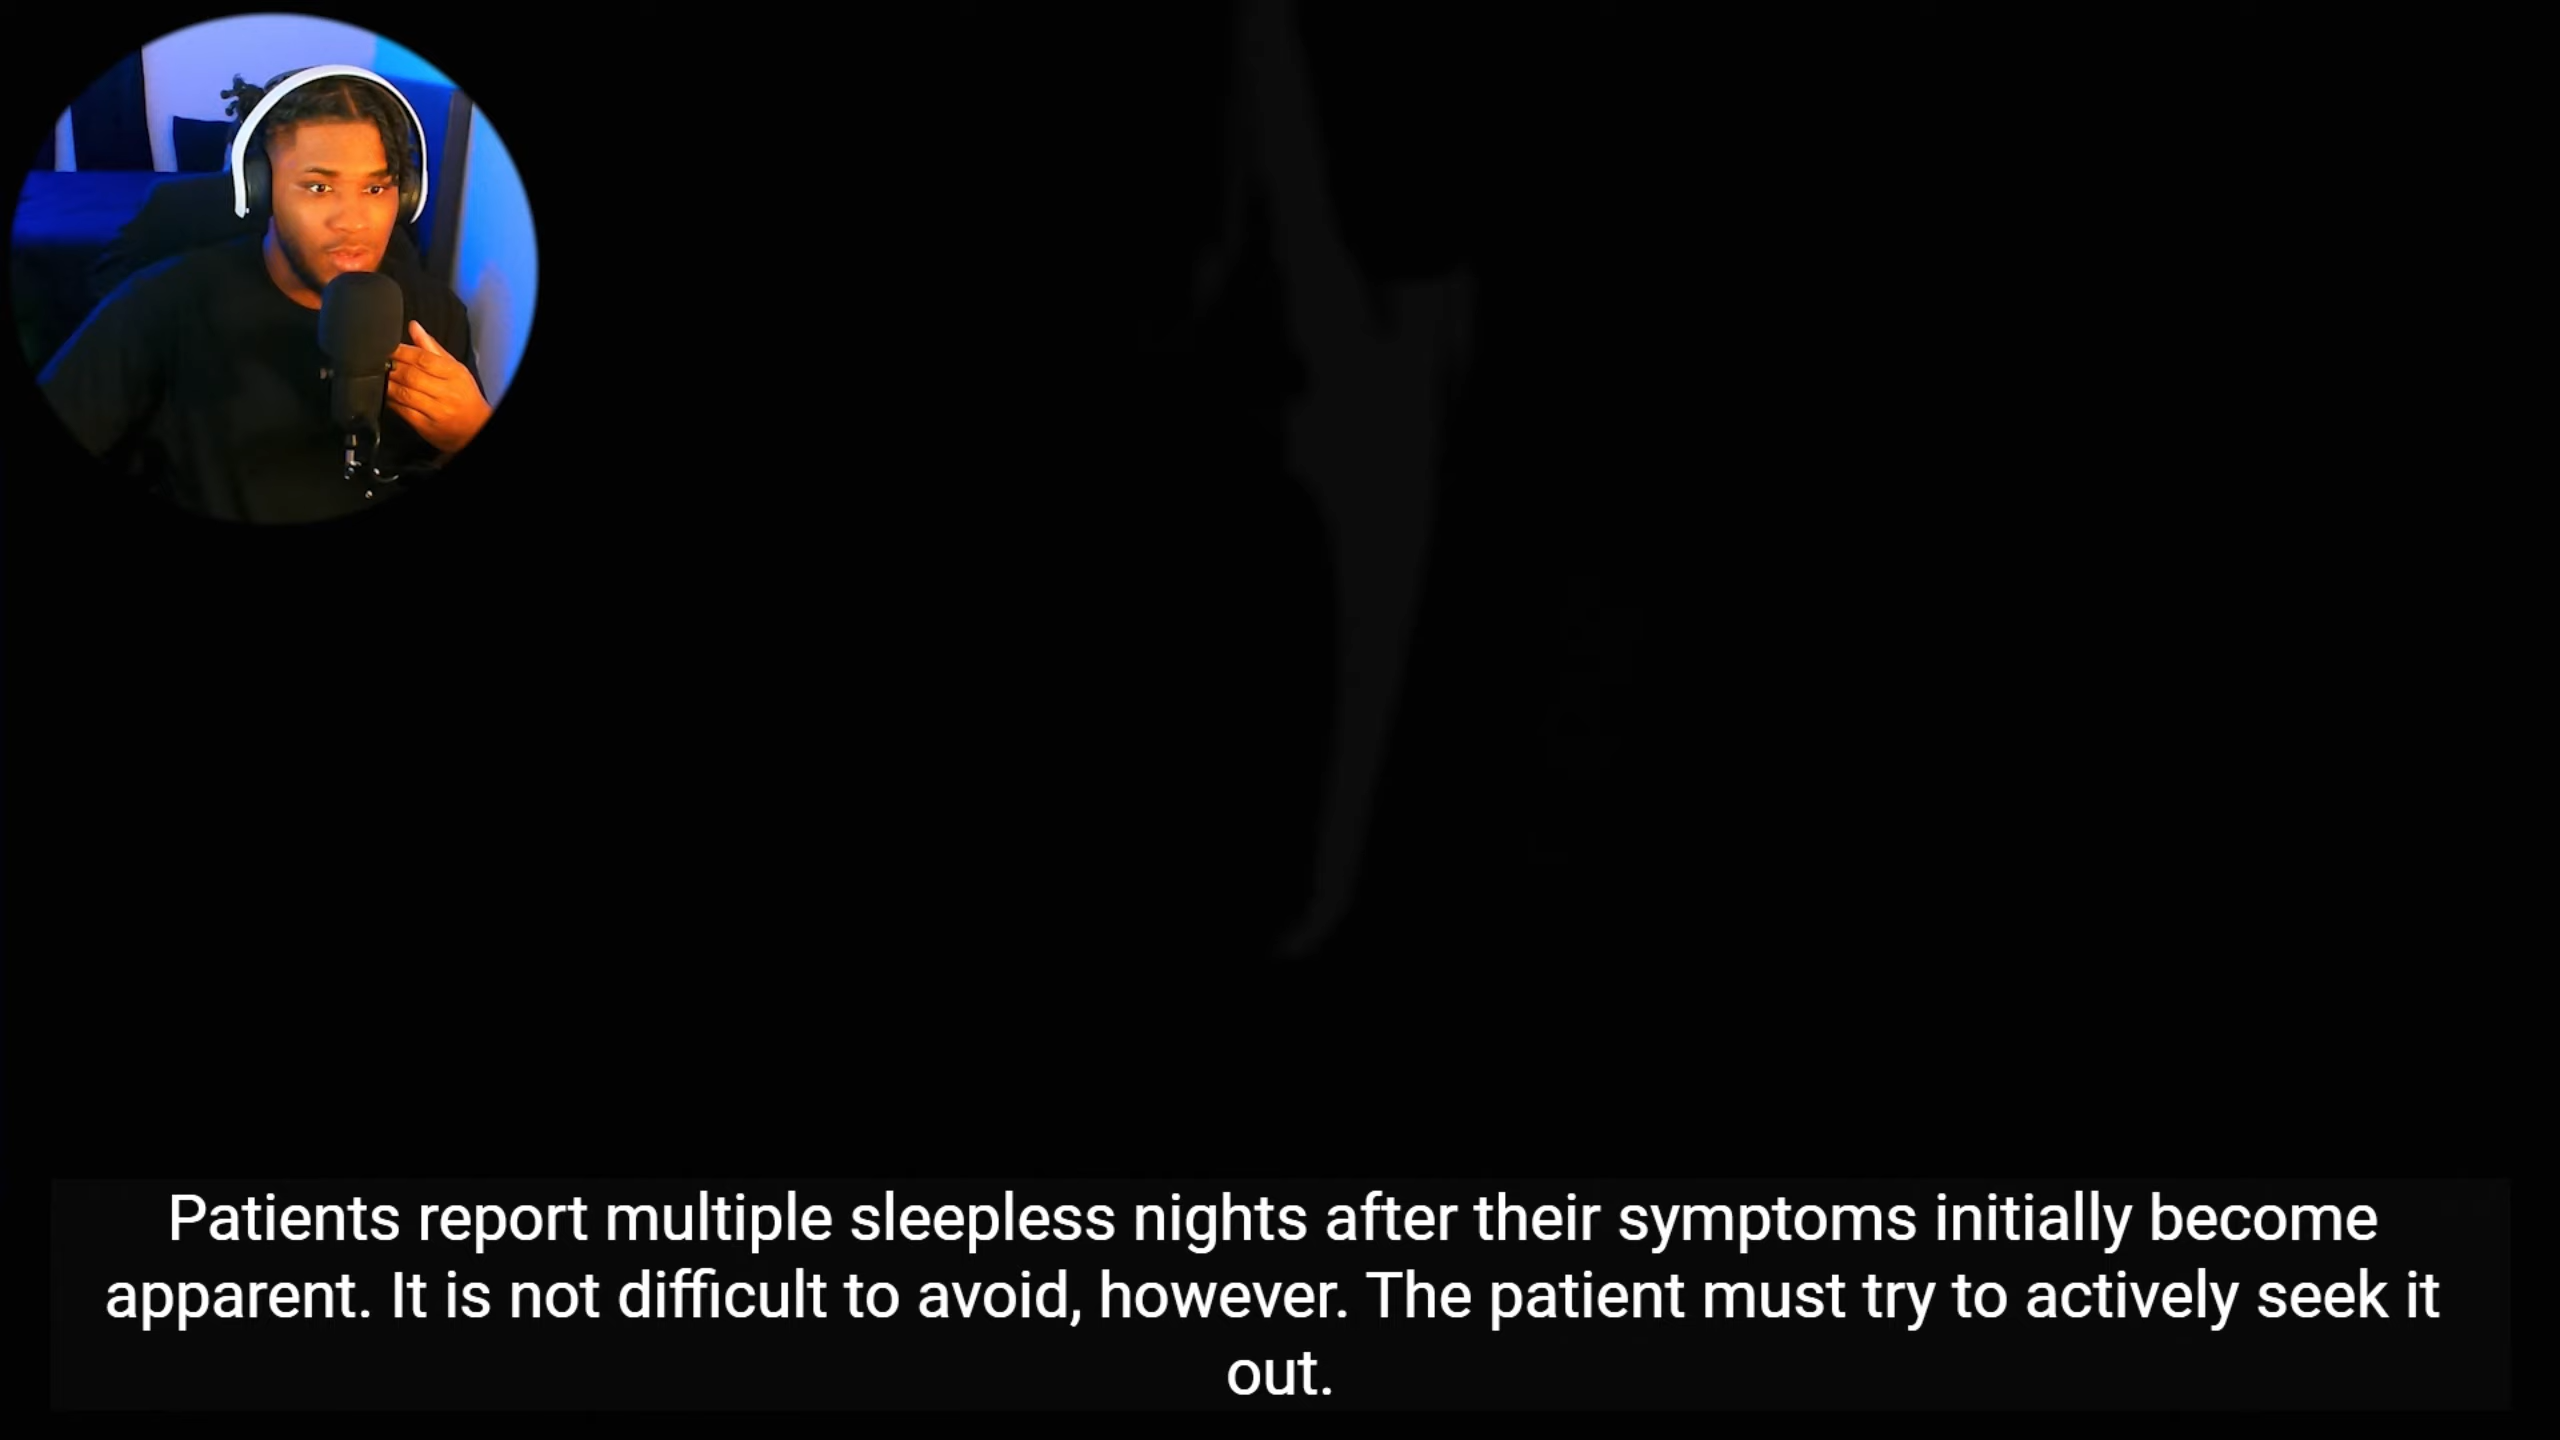 Patients report multiple sleepless nights after their symptoms initially become
apparent. It is not difficult to avoid, however. The patient must try to actively seek it
out.